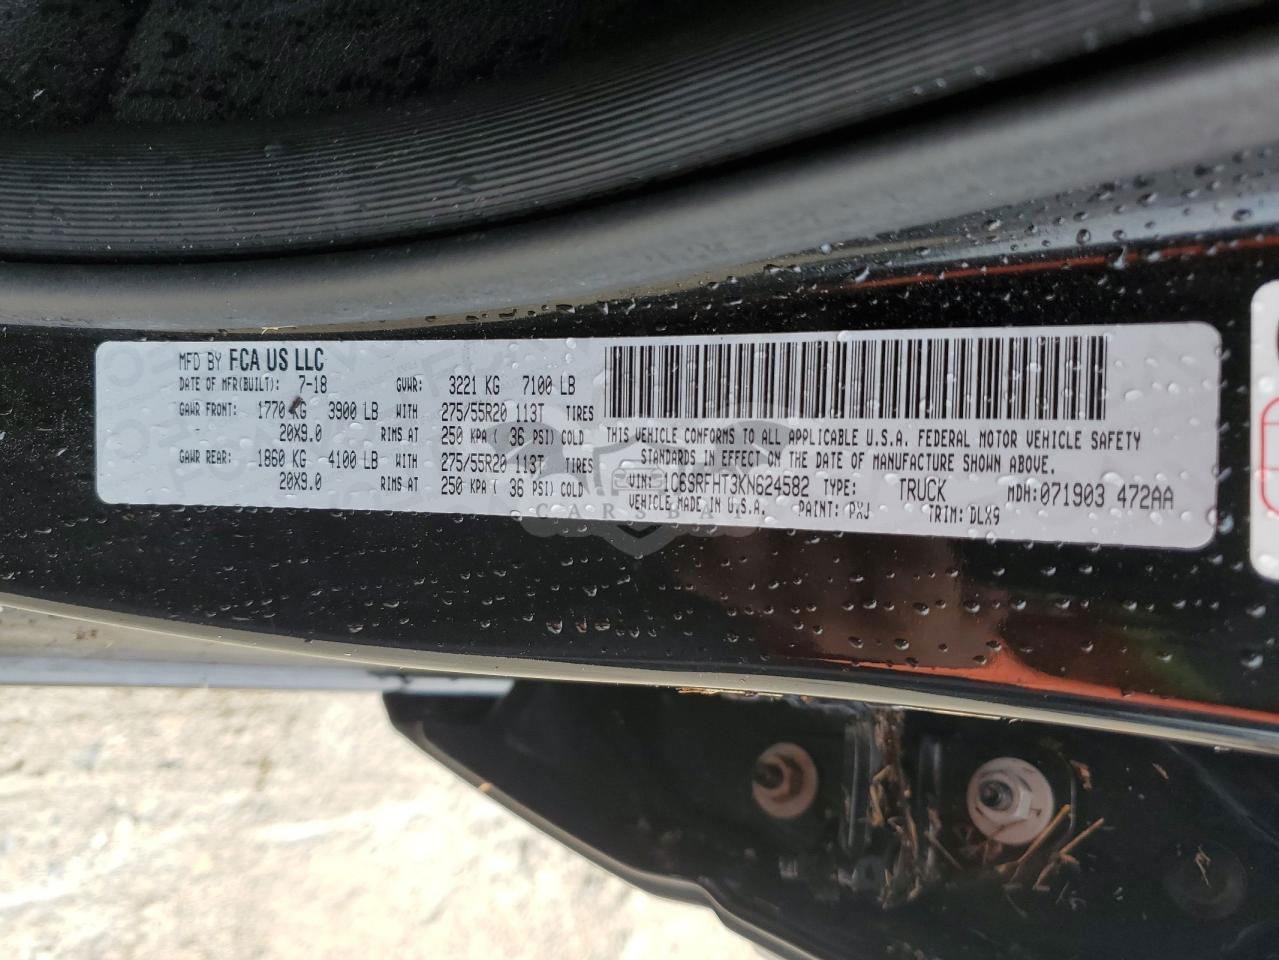 MFD BY FCA US LLC
DATE OF MFR(BUILT): 7-18 GVWR: 3221 KG 7100 LB
GAWR FRONT: 1770 KG 3900 LB WITH 275/55R20 113T TIRES
20X9.0 RIMS AT 250 KPA ( 36 PSI) COLD
GAWR REAR: 1860 KG 4100 LB WITH 275/55R20 113T TIRES
20X9.0 RIMS AT 250 KPA ( 36 PSI) COLD
THIS VEHICLE CONFORMS TO ALL APPLICABLE U.S.A. FEDERAL MOTOR VEHICLE SAFETY
STANDARDS IN EFFECT ON THE DATE OF MANUFACTURE SHOWN ABOVE.
VIN: 1C6SRFHT3KN624582 TYPE: TRUCK MDH: 071903 472AA
VEHICLE MADE IN U.S.A. PAINT: PXJ TRIM: DLX9
CARSBAT